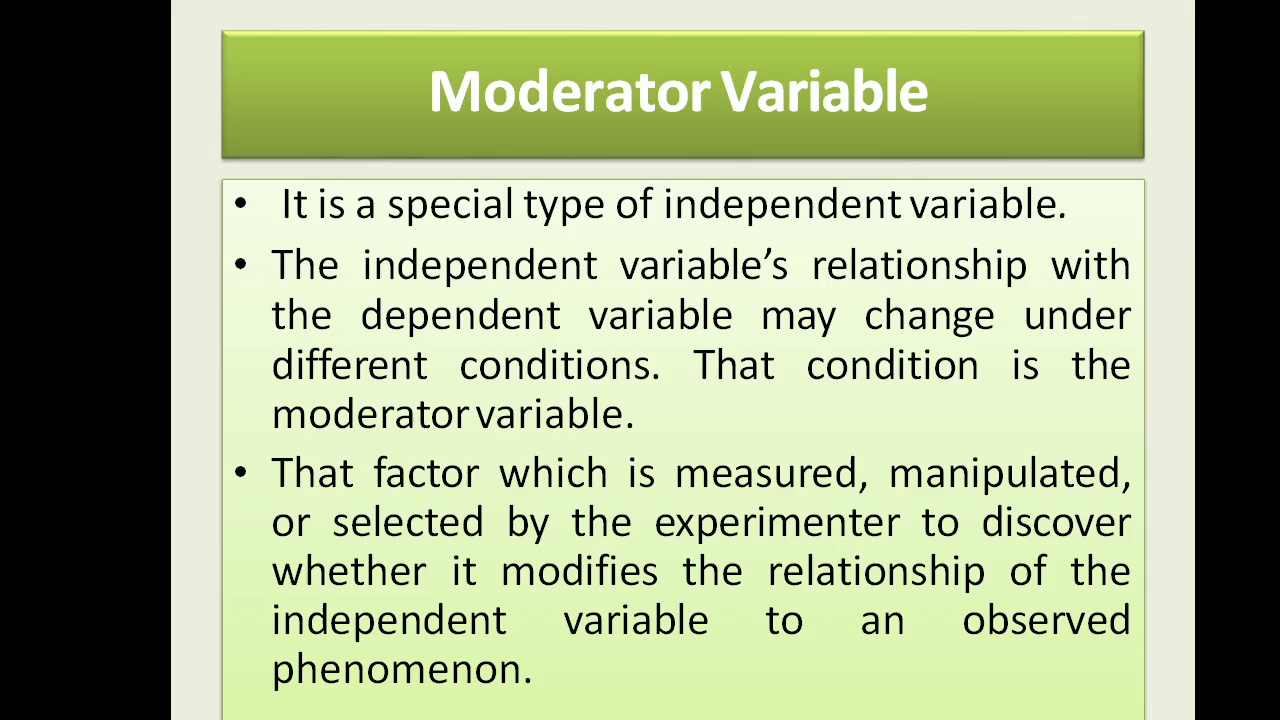 Moderator Variable
• It is a special type of independent variable.
• The independent variable’s relationship with
the dependent variable may change under
different conditions. That condition is the
moderator variable.
• That factor which is measured, manipulated,
or selected by the experimenter to discover
whether it modifies the relationship of the
independent variable to an observed
phenomenon.